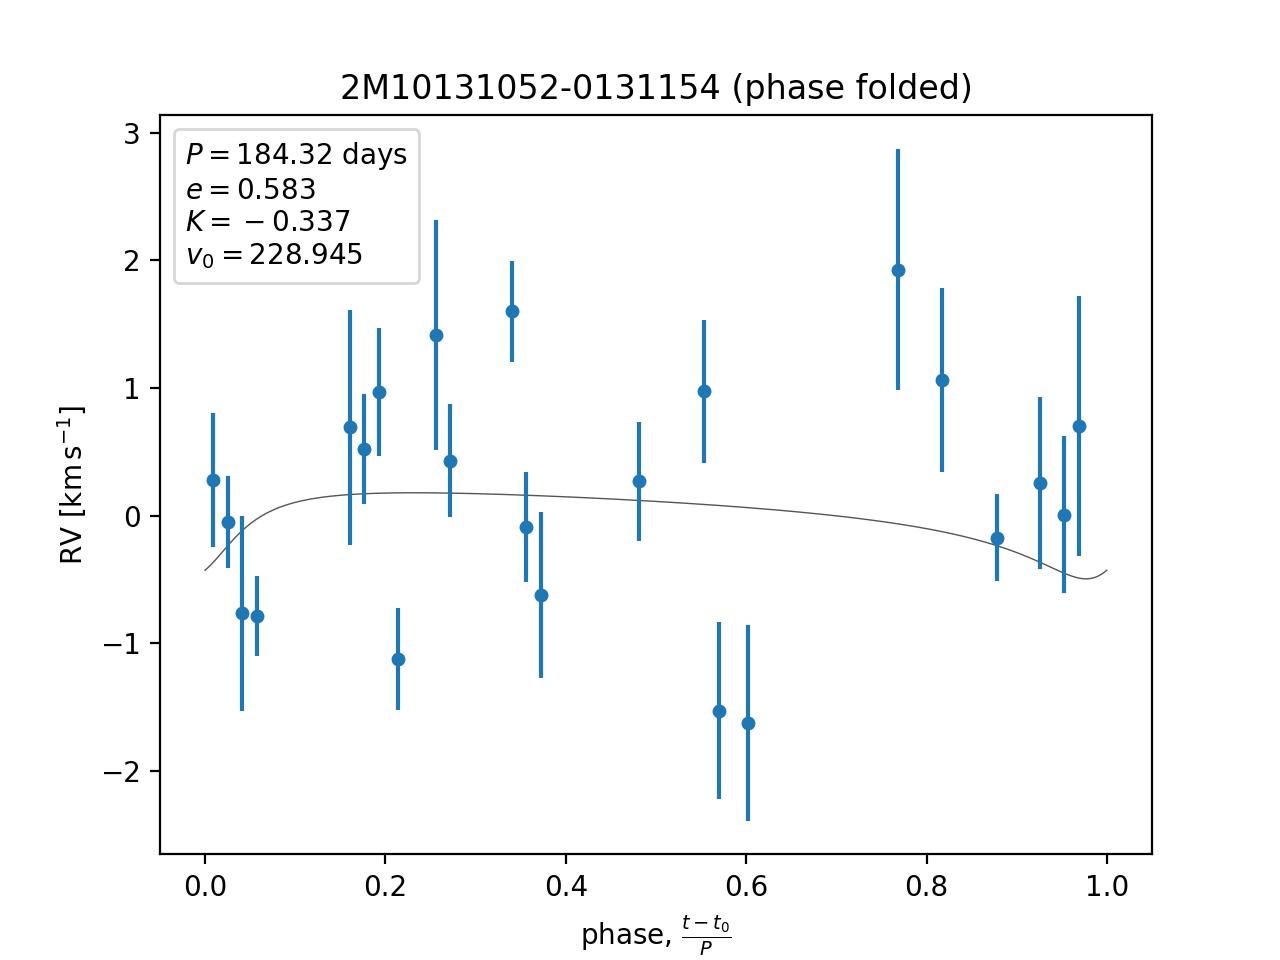 2M10131052-0131154 (phase folded)
P = 184.32 days
e = 0.583
K = −0.337
v₀ = 228.945
3
2
1
0
−1
−2
RV [km s⁻¹]
0.0 0.2 0.4 0.6 0.8 1.0
phase, (t − t₀)/P